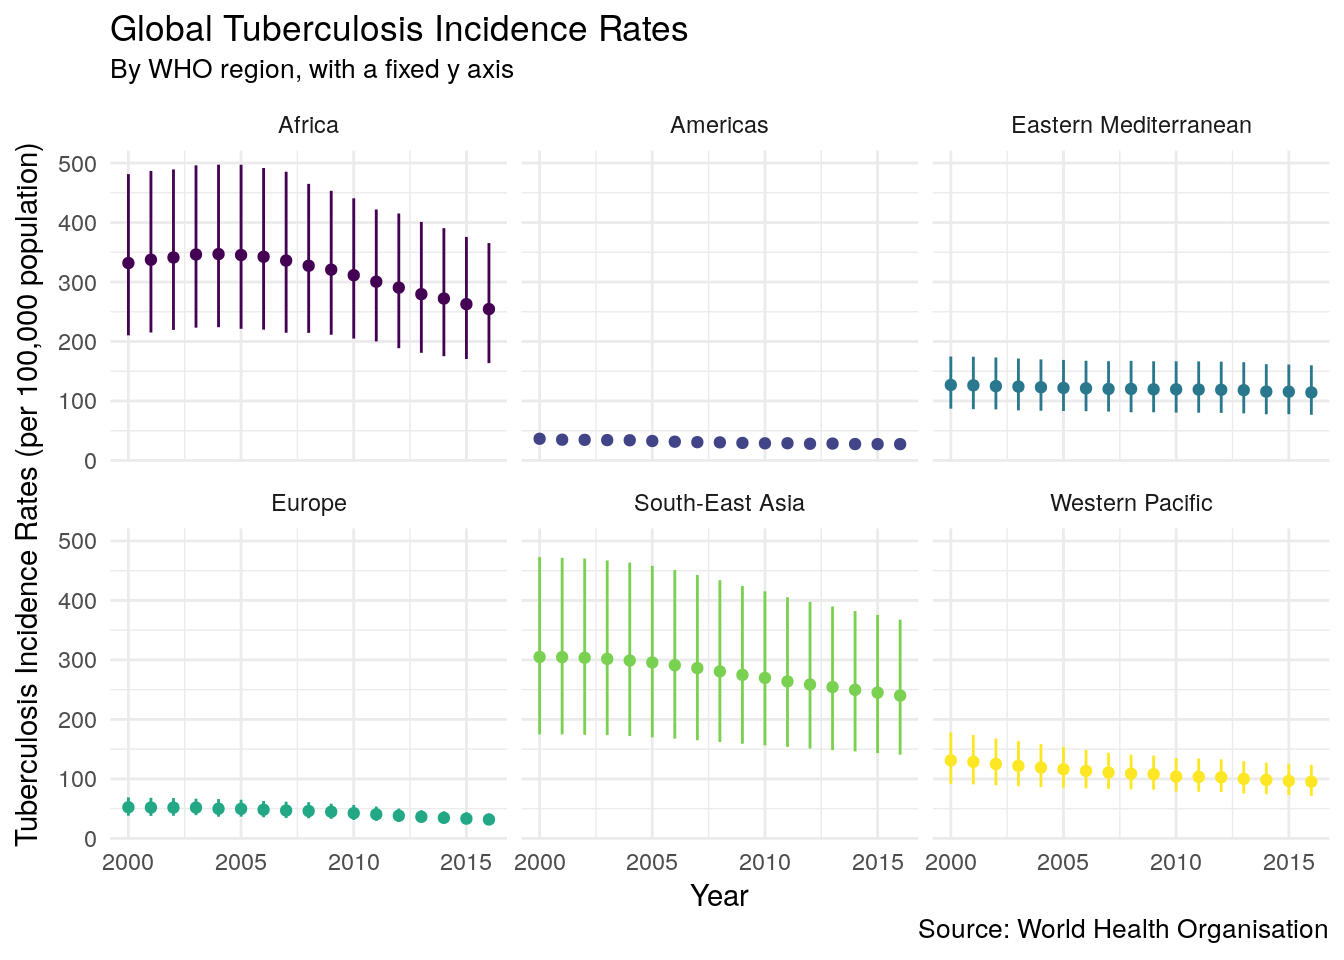 Global Tuberculosis Incidence Rates
By WHO region, with a fixed y axis
Tuberculosis Incidence Rates (per 100,000 population)
Africa
Americas
Eastern Mediterranean
500
400
300
200
100
0
Europe
South-East Asia
Western Pacific
500
400
300
200
100
0
2000 2005 2010 2015 2000 2005 2010 2015 2000 2005 2010 2015
Year
Source: World Health Organisation